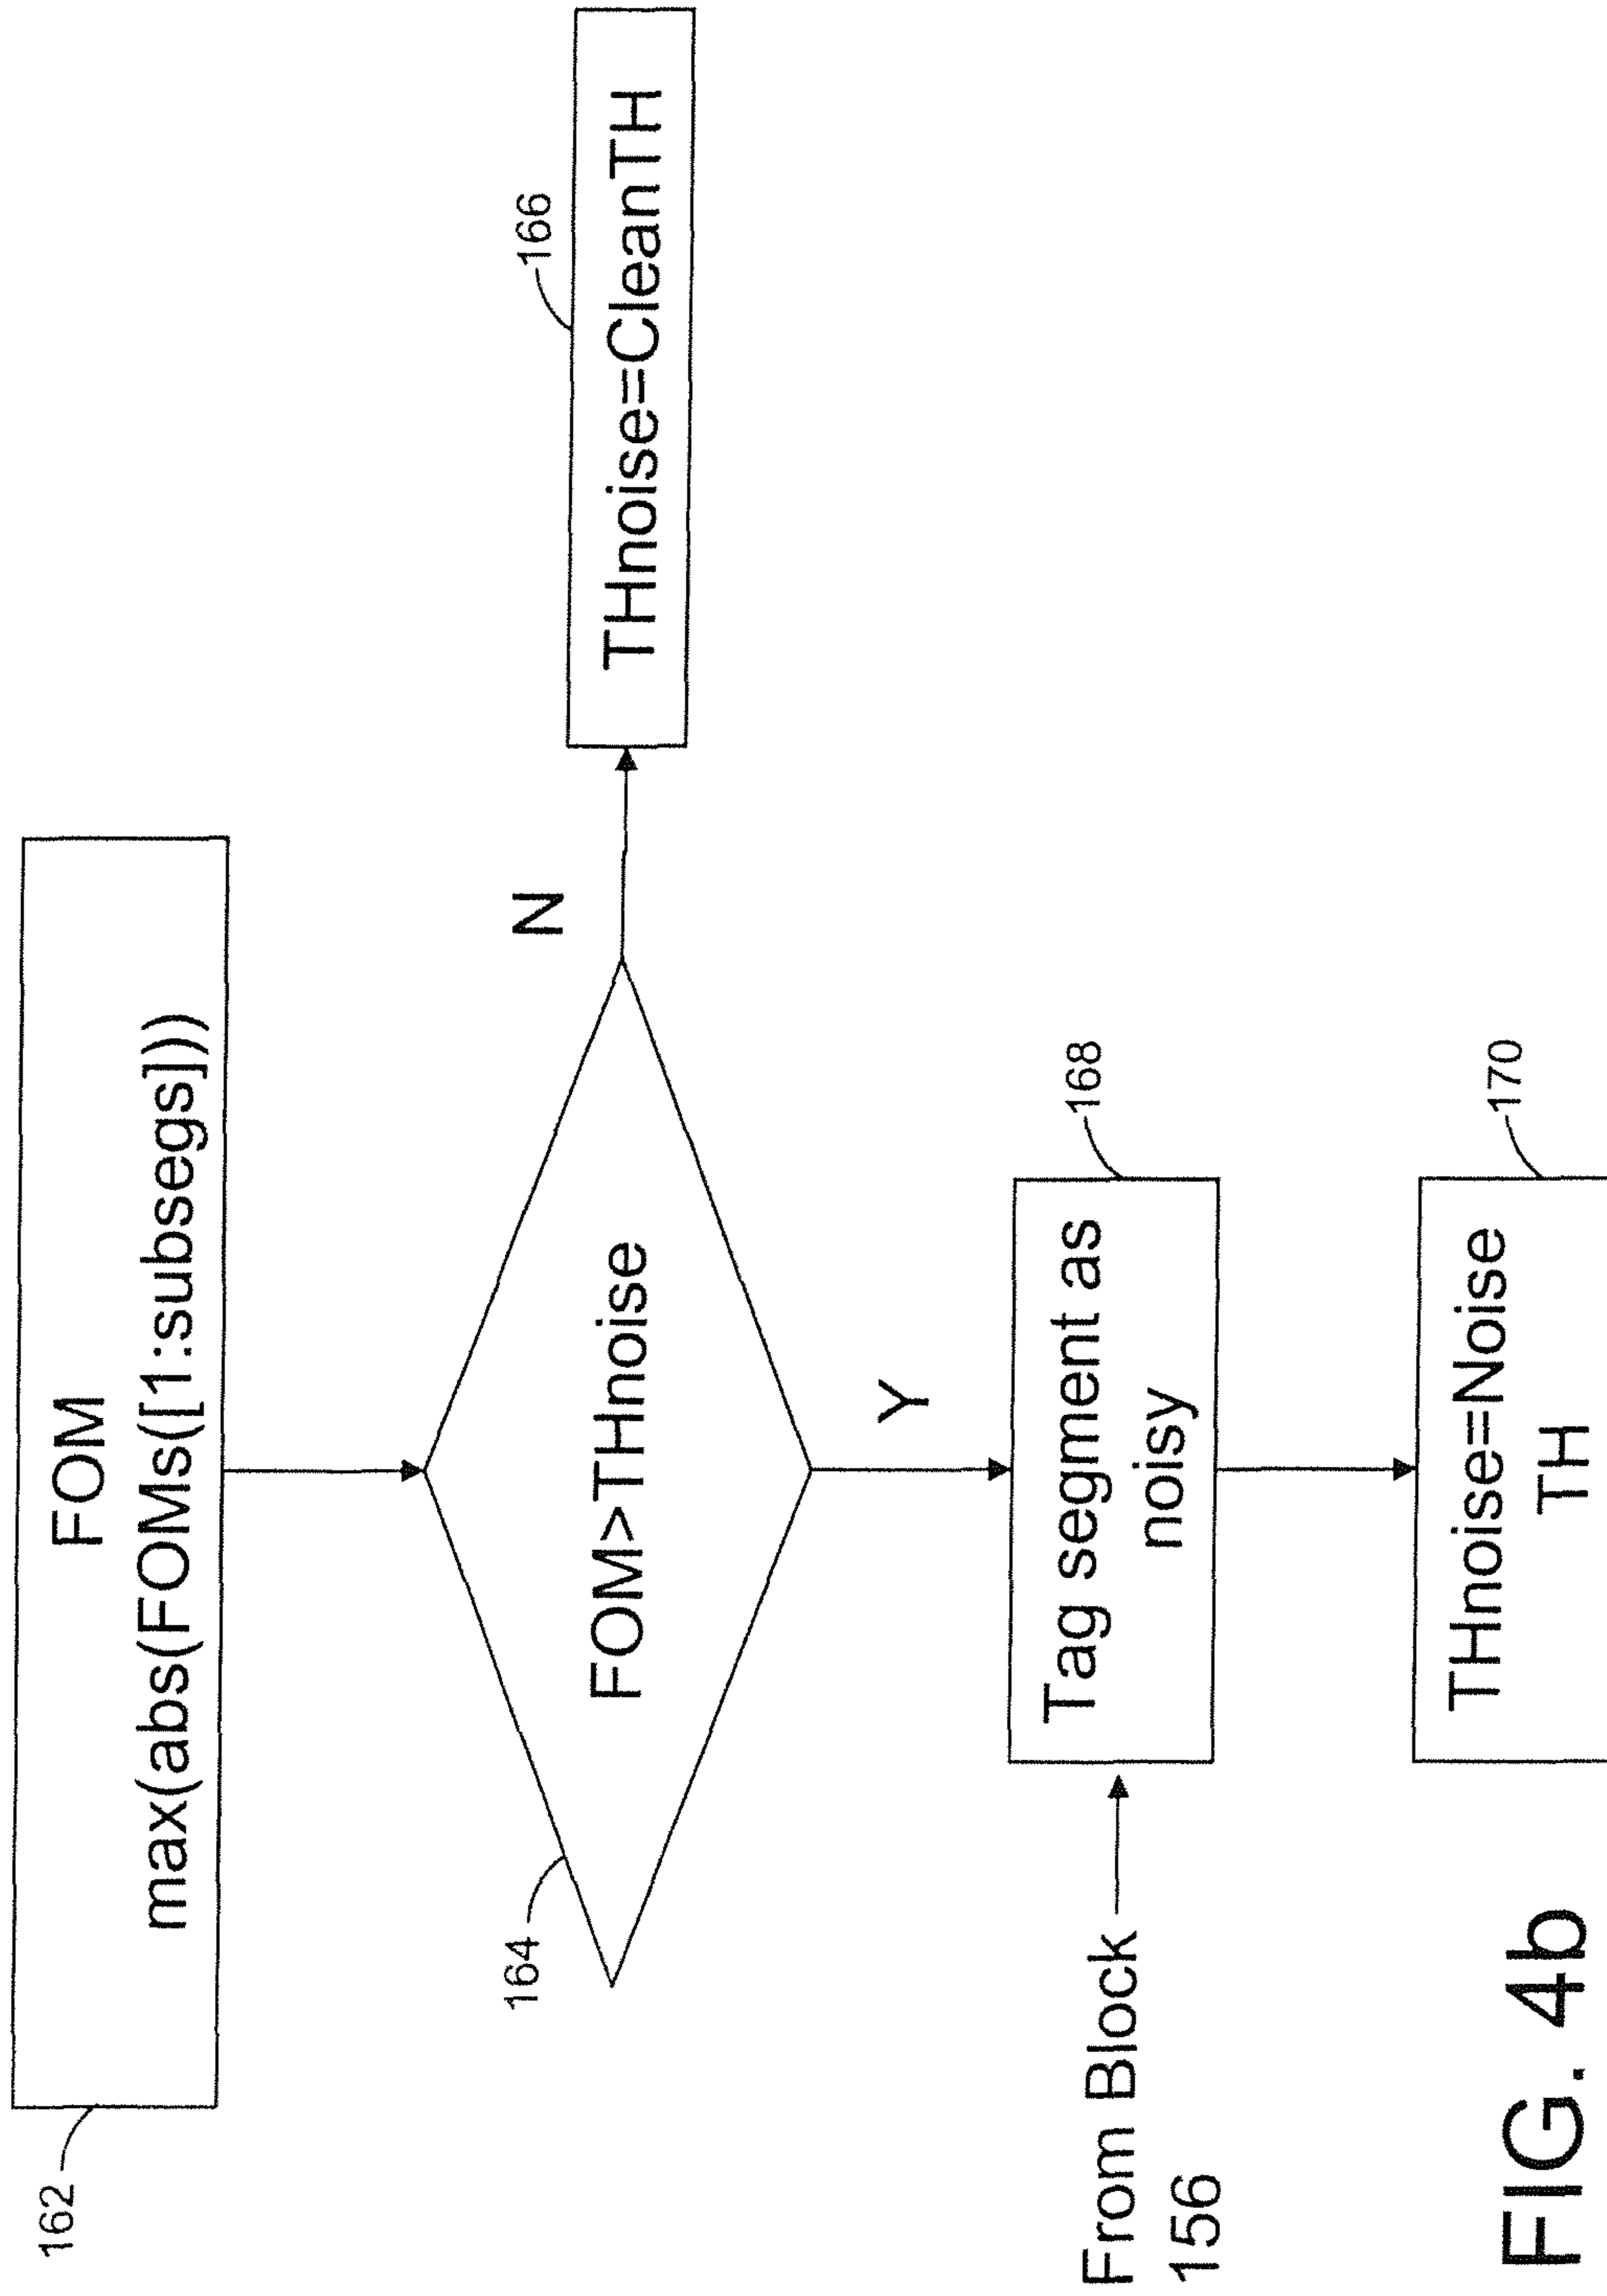 162
FOM
max(abs(FOMs([1:subsegs])))
164
FOM>THnoise
N
166
THnoise=CleanTH
Y
From Block
156
168
Tag segment as
noisy
170
THnoise=Noise
TH
FIG. 4b